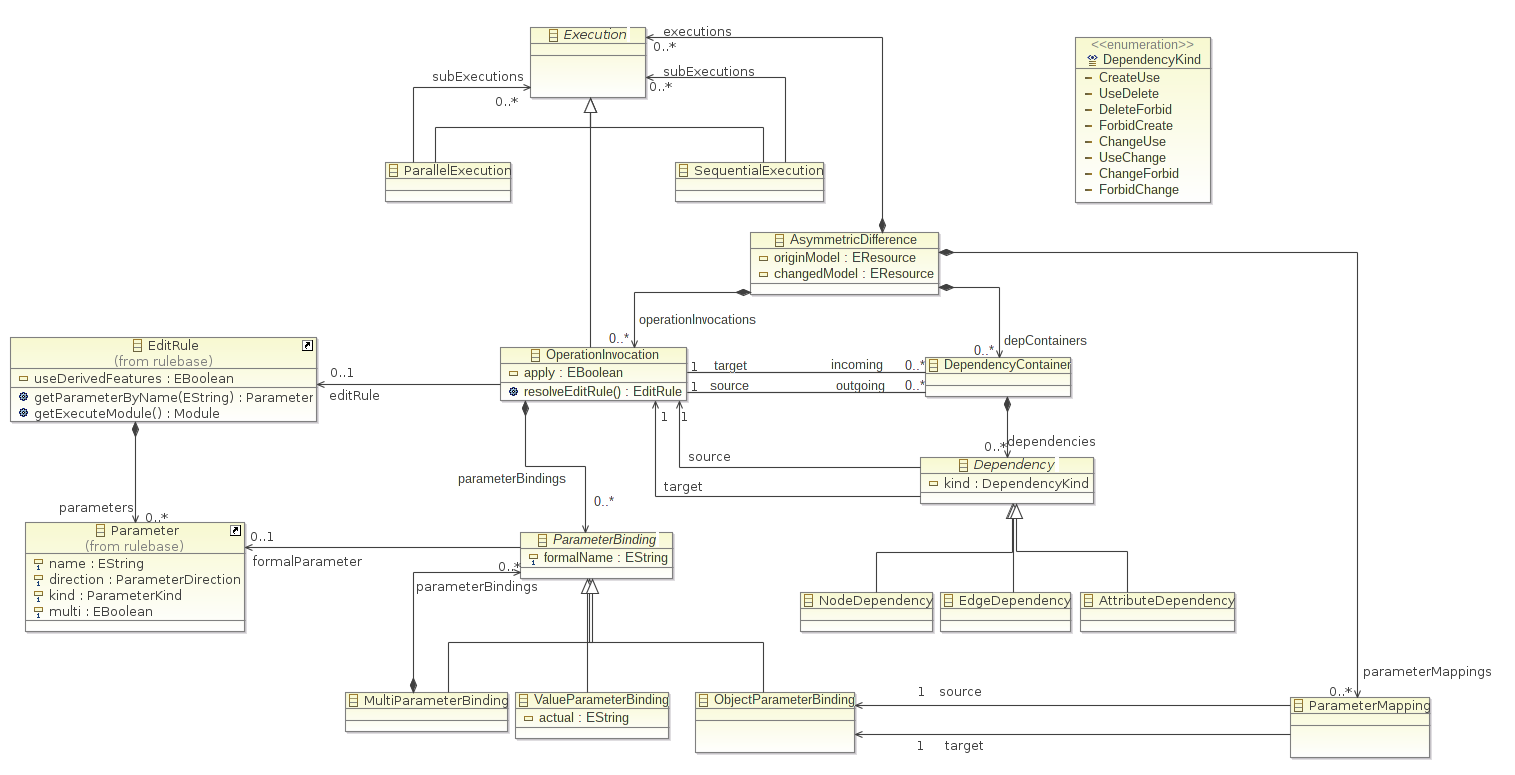 Execution
executions
0..*
subExecutions
0..*
subExecutions
0..*
<<enumeration>>
DependencyKind
CreateUse
UseDelete
DeleteForbid
ForbidCreate
ChangeUse
UseChange
ChangeForbid
ForbidChange
ParallelExecution
SequentialExecution
AsymmetricDifference
originModel : EResource
changedModel : EResource
operationInvocations
0..*
depContainers
0..*
EditRule
(from rulebase)
useDerivedFeatures : EBoolean
getParameterByName(EString) : Parameter
getExecuteModule() : Module
0..1
editRule
OperationInvocation
apply : EBoolean
resolveEditRule() : EditRule
1 target
incoming 0..*
1 source
outgoing 0..*
DependencyContainer
1
1
source
target
0..*
dependencies
Dependency
kind : DependencyKind
parameterBindings
0..*
parameters
0..*
Parameter
(from rulebase)
name : EString
direction : ParameterDirection
kind : ParameterKind
multi : EBoolean
0..1
formalParameter
ParameterBinding
formalName : EString
0..*
parameterBindings
NodeDependency
EdgeDependency
AttributeDependency
parameterMappings
0..*
MultiParameterBinding
ValueParameterBinding
actual : EString
ObjectParameterBinding
1 source
1 target
ParameterMapping